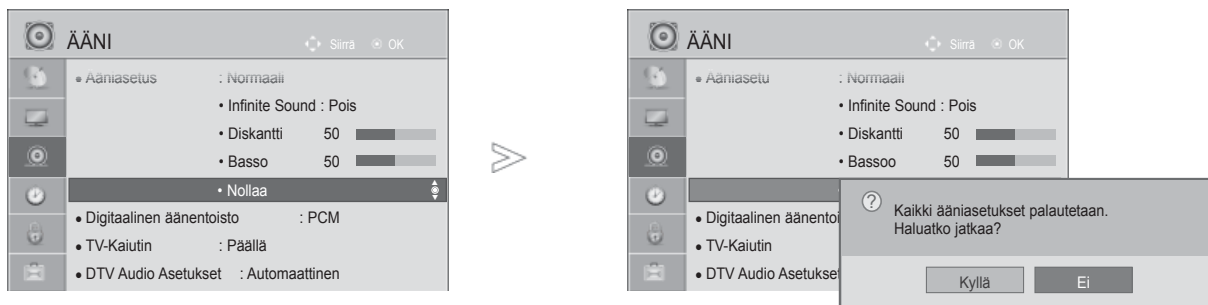 ÄÄNI
Siirrä OK
• Ääniasetus : Normaali
• Infinite Sound : Pois
• Diskantti 50
• Basso 50
• Nollaa
• Digitaalinen äänentoisto : PCM
• TV-Kaiutin : Päällä
• DTV Audio Asetukset : Automaattinen
ÄÄNI
Siirrä OK
• Ääniasetu : Normaali
• Infinite Sound : Pois
• Diskantti 50
• Bassoo 50
• Digitaalinen äänentoi
• TV-Kaiutin
• DTV Audio Asetukset
Kaikki ääniasetukset palautetaan.
Haluatko jatkaa?
Kyllä Ei